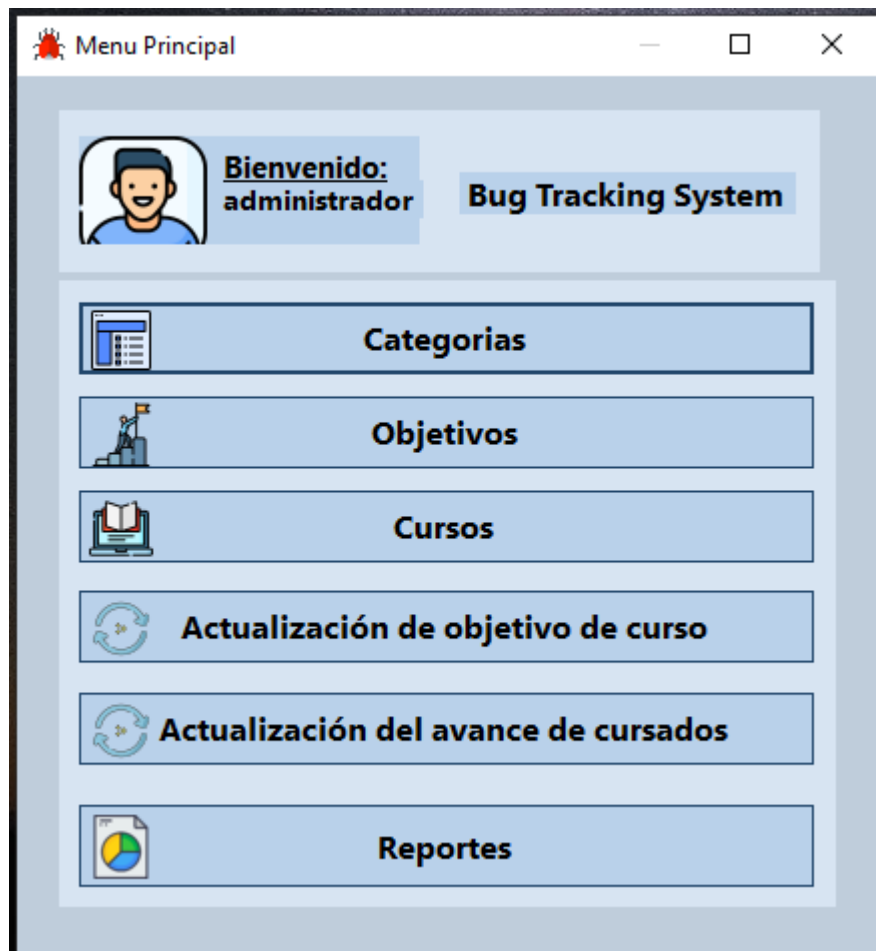 Menu Principal
Bienvenido:
administrador
Bug Tracking System
Categorias
Objetivos
Cursos
Actualización de objetivo de curso
Actualización del avance de cursados
Reportes